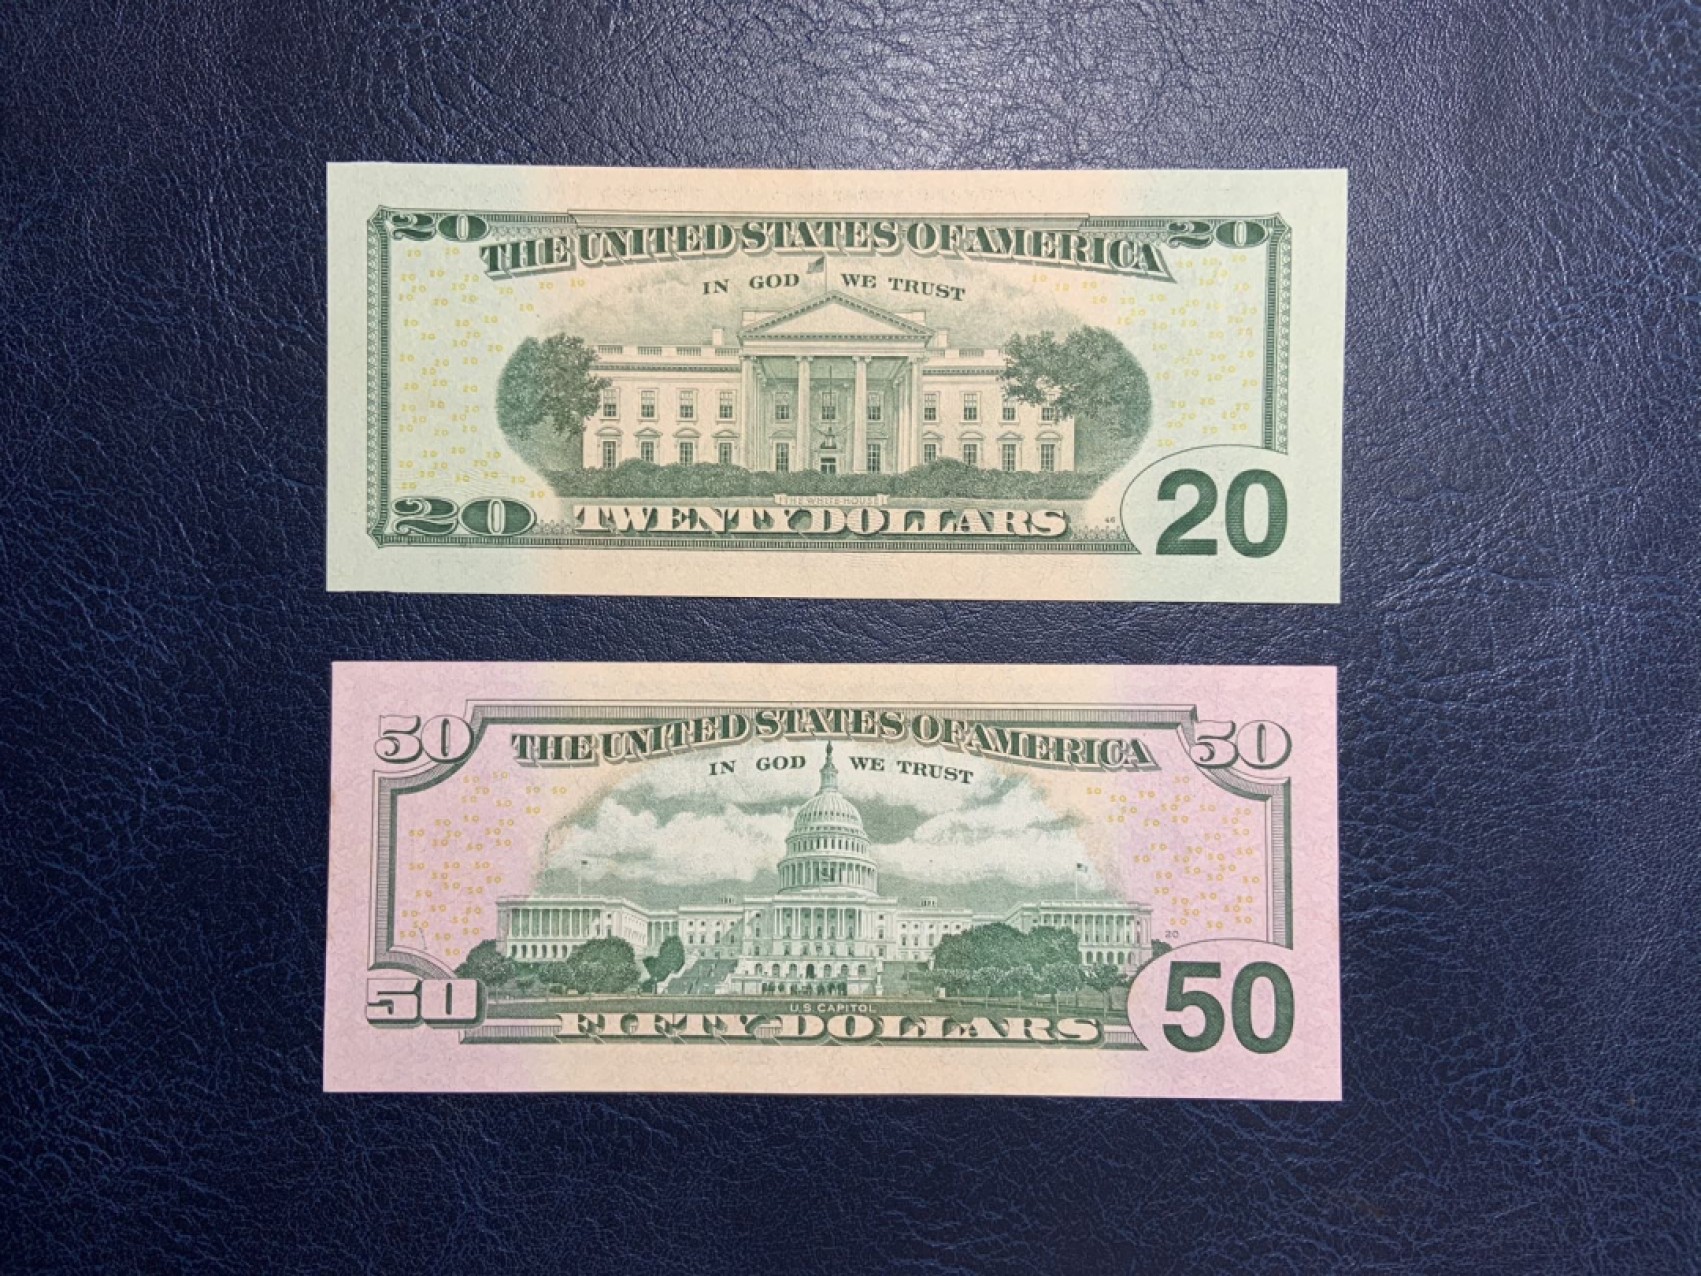 20 20
THE UNITED STATES OF AMERICA
IN GOD WE TRUST
THE WHITE HOUSE
20 TWENTY DOLLARS 20
50 50
THE UNITED STATES OF AMERICA
IN GOD WE TRUST
20
U.S. CAPITOL
50 FIFTY DOLLARS 50